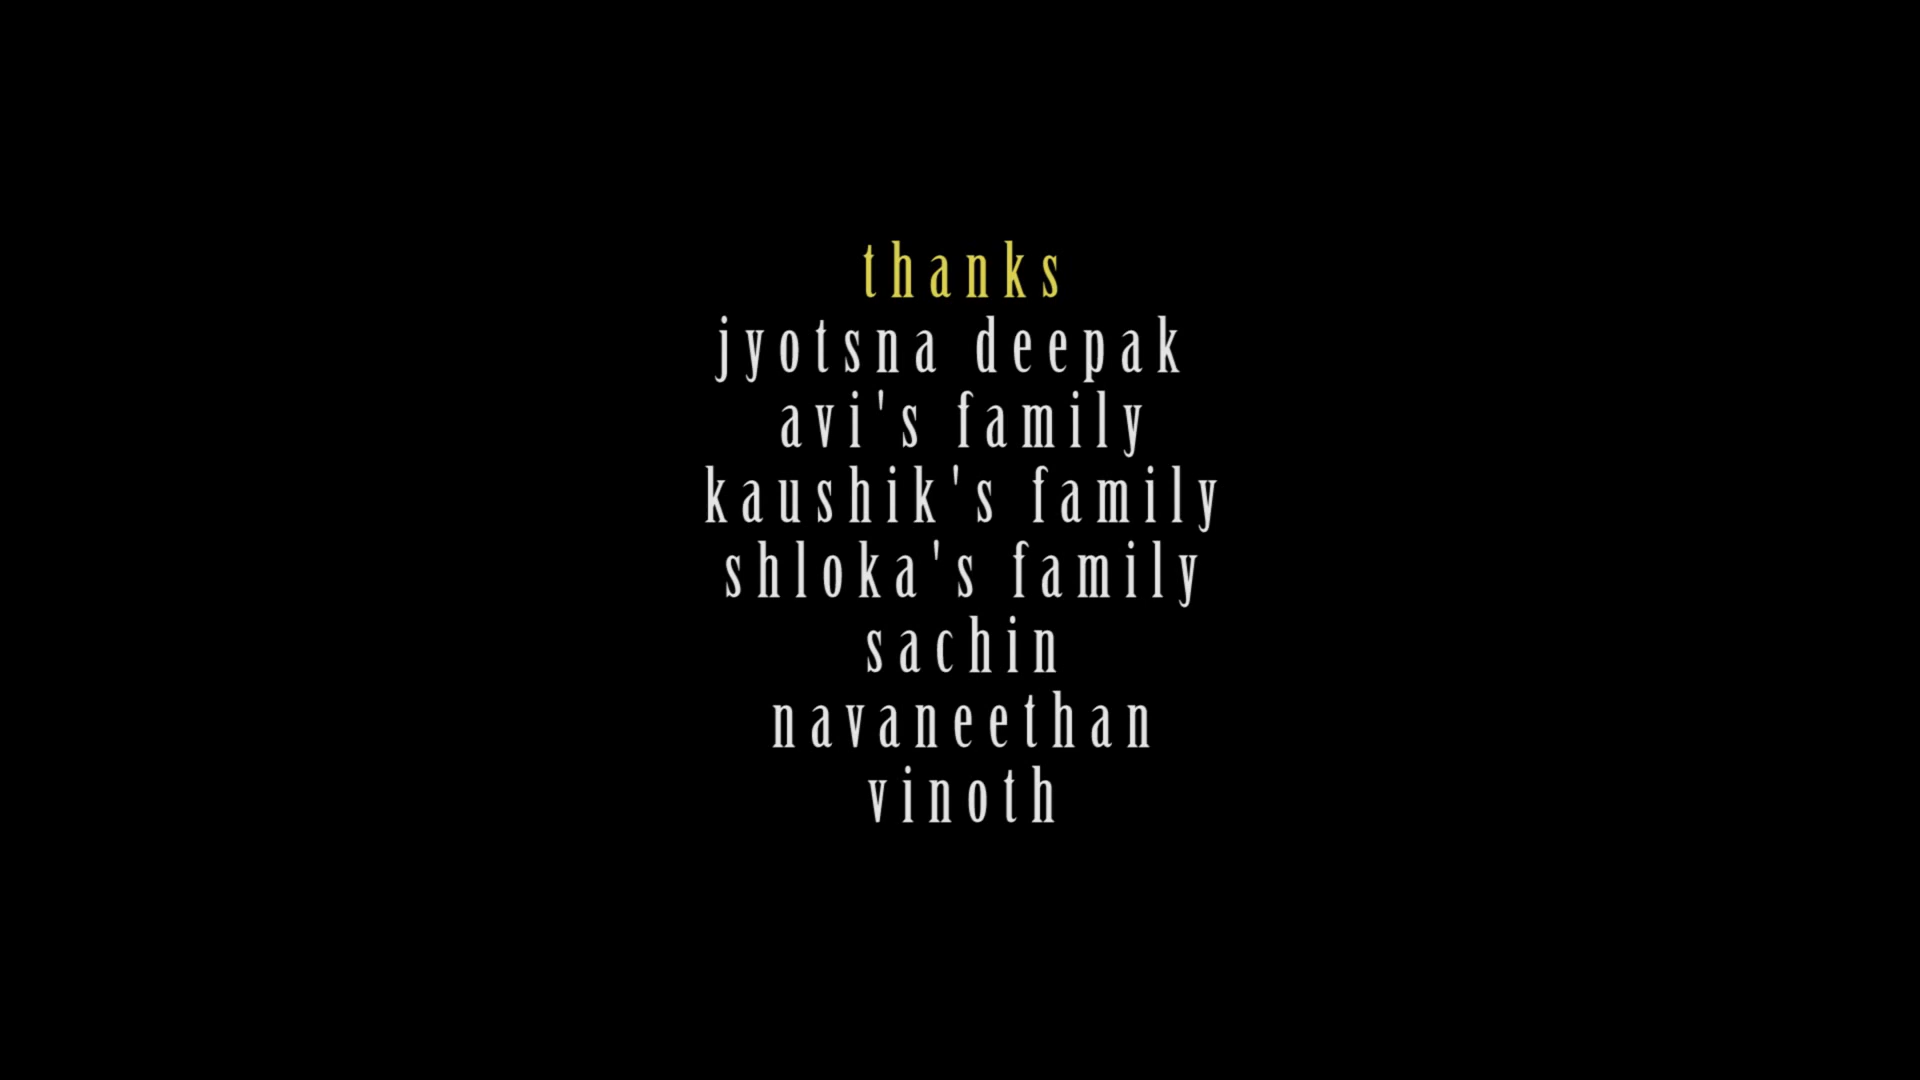 thanks
jyotsna deepak
avi's family
kaushik's family
shloka's family
sachin
navaneethan
vinoth